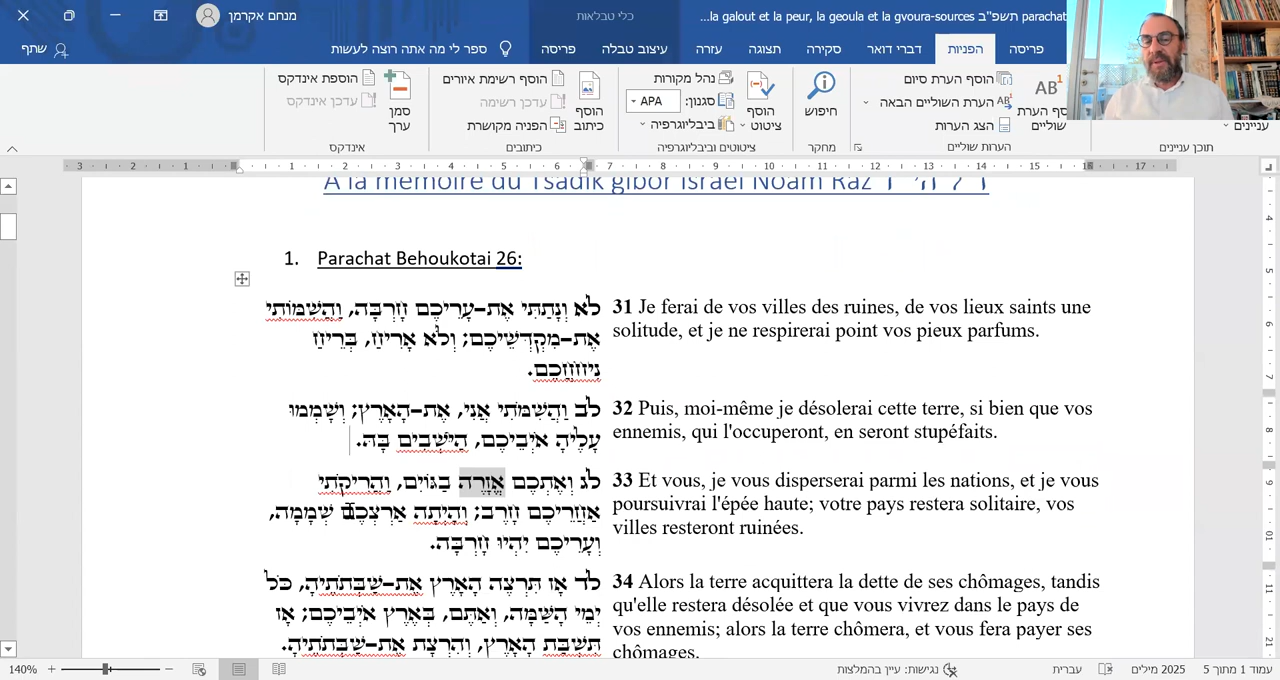 מנחם אקרמן
כלי טבלאות
...la galout et la peur, la geoula et la gvoura-sources תשפ"ב parachat
שתף
ספר לי מה אתה רוצה לעשות
פריסה
עיצוב טבלה
עזרה
תצוגה
סקירה
דברי דואר
הפניות
פריסה
הוספת אינדקס
עדכן אינדקס
סמן
ערך
אינדקס
הוסף רשימת איורים
עדכן רשימה
הפניה מקושרת
הוסף
כיתוב
כיתובים
נהל מקורות
סגנון: APA
ביבליוגרפיה
הוסף
ציטוט
ציטוטים וביבליוגרפיה
חיפוש
מחקר
הוסף הערת סיום
הערת השוליים הבאה
הצג הערות
AB1
סף הערת
שוליים
הערות שוליים
עניינים
תוכן עניינים
A la mémoire du Tsadik gibor Israel Noam Raz
1. Parachat Behoukotai 26:
לא וְנָתַתִּי אֶת-עָרֵיכֶם חָרְבָּה, וַהֲשִׁמּוֹתִי
אֶת-מִקְדְּשֵׁיכֶם; וְלֹא אָרִיחַ, בְּרֵיחַ
נִיחֹחֲכֶם.
31 Je ferai de vos villes des ruines, de vos lieux saints une
solitude, et je ne respirerai point vos pieux parfums.
לב וַהֲשִׁמֹּתִי אֲנִי, אֶת-הָאָרֶץ; וְשָׁמְמוּ
עָלֶיהָ אֹיְבֵיכֶם, הַיֹּשְׁבִים בָּהּ.
32 Puis, moi-même je désolerai cette terre, si bien que vos
ennemis, qui l'occuperont, en seront stupéfaits.
לג וְאֶתְכֶם אֱזָרֶה בַגּוֹיִם, וַהֲרִיקֹתִי
אַחֲרֵיכֶם חָרֶב; וְהָיְתָה אַרְצְכֶם שְׁמָמָה,
וְעָרֵיכֶם יִהְיוּ חָרְבָּה.
33 Et vous, je vous disperserai parmi les nations, et je vous
poursuivrai l'épée haute; votre pays restera solitaire, vos
villes resteront ruinées.
לד אָז תִּרְצֶה הָאָרֶץ אֶת-שַׁבְּתֹתֶיהָ, כֹּל
יְמֵי הָשַּׁמָּה, וְאַתֶּם, בְּאֶרֶץ אֹיְבֵיכֶם; אָז
תִּשְׁבַּת הָאָרֶץ, וְהִרְצָת אֶת-שַׁבְּתֹתֶיהָ.
34 Alors la terre acquittera la dette de ses chômages, tandis
qu'elle restera désolée et que vous vivrez dans le pays de
vos ennemis; alors la terre chômera, et vous fera payer ses
chômages.
140%
נגישות: עיין בהמלצות
עברית
2025 מילים
עמוד 1 מתוך 5